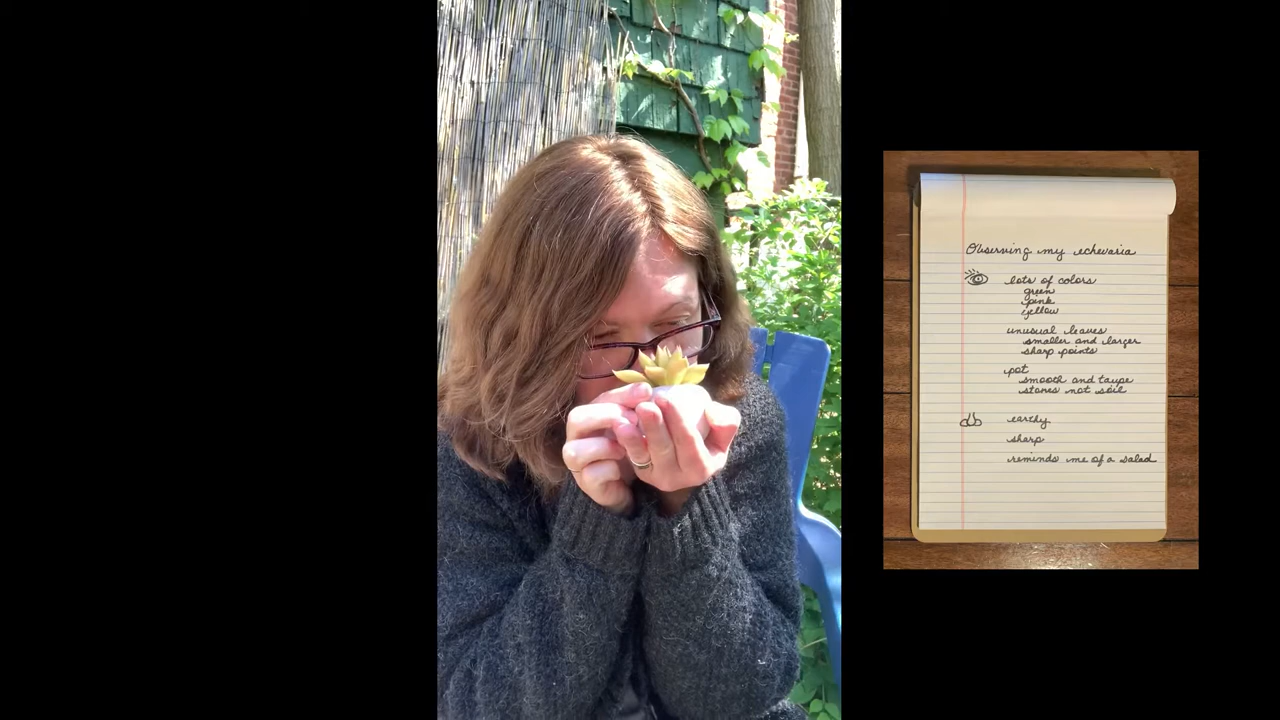 Observing my echevaria
lots of colors
green
pink
yellow
unusual leaves
smaller and larger
sharp points
pot
smooth and taupe
stones not soil
earthy
sharp
reminds me of a salad